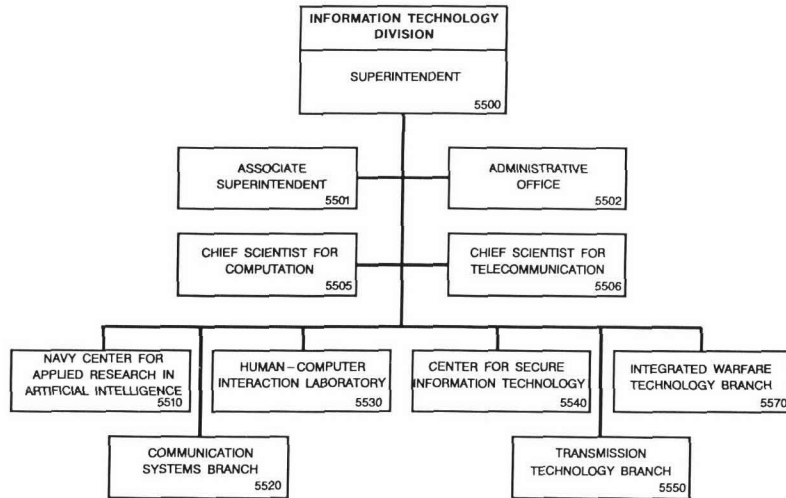 INFORMATION TECHNOLOGY
DIVISION
SUPERINTENDENT
5500
ASSOCIATE
SUPERINTENDENT
5501
ADMINISTRATIVE
OFFICE
5502
CHIEF SCIENTIST FOR
COMPUTATION
5505
CHIEF SCIENTIST FOR
TELECOMMUNICATION
5506
NAVY CENTER FOR
APPLIED RESEARCH IN
ARTIFICIAL INTELLIGENCE
5510
HUMAN-COMPUTER
INTERACTION LABORATORY
5530
CENTER FOR SECURE
INFORMATION TECHNOLOGY
5540
INTEGRATED WARFARE
TECHNOLOGY BRANCH
5570
COMMUNICATION
SYSTEMS BRANCH
5520
TRANSMISSION
TECHNOLOGY BRANCH
5550